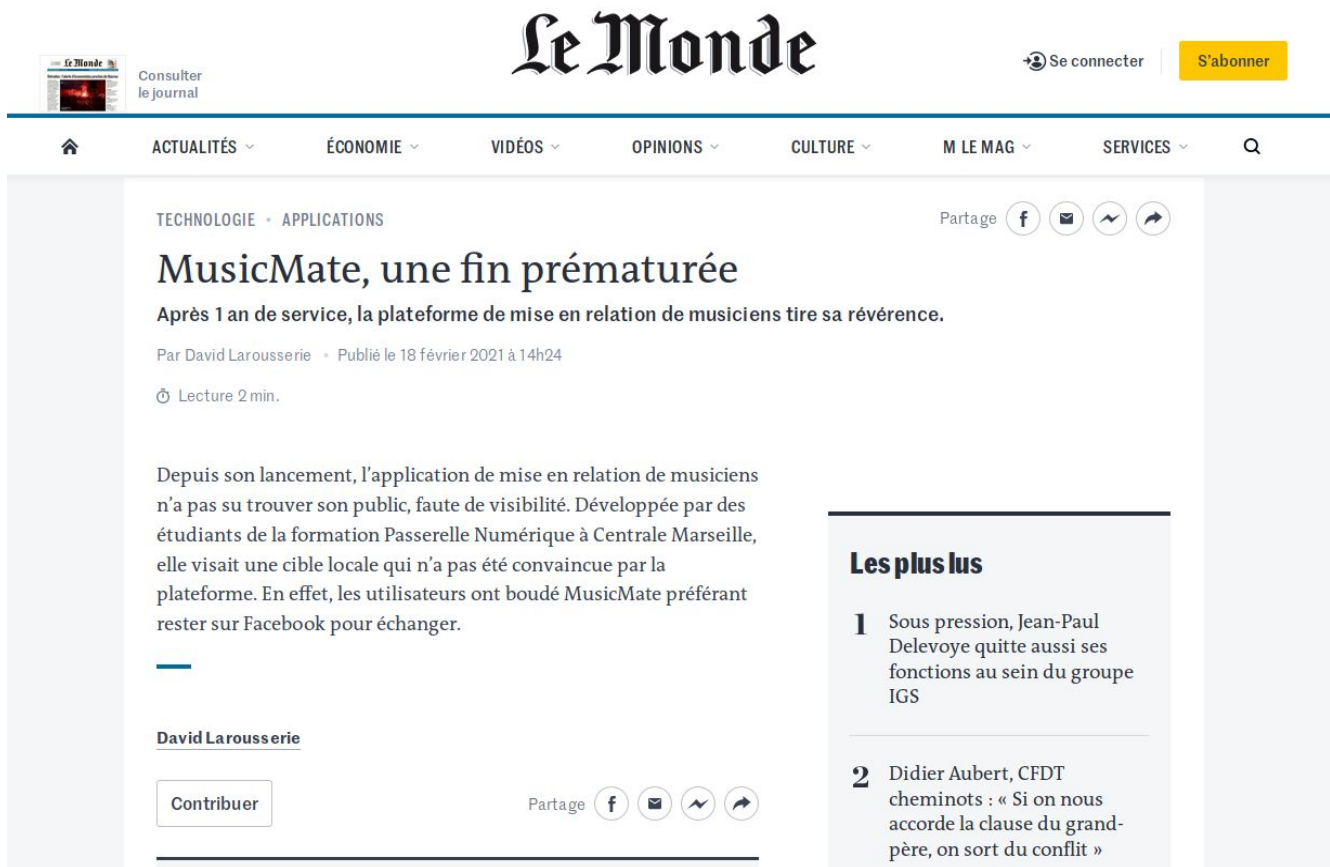 Le Monde
Le Monde
Consulter
le journal
Se connecter
S'abonner
ACTUALITÉS
ÉCONOMIE
VIDÉOS
OPINIONS
CULTURE
M LE MAG
SERVICES
TECHNOLOGIE • APPLICATIONS
Partage
MusicMate, une fin prématurée
Après 1 an de service, la plateforme de mise en relation de musiciens tire sa révérence.
Par David Larousserie • Publié le 18 février 2021 à 14h24
Lecture 2 min.
Depuis son lancement, l’application de mise en relation de musiciens
n’a pas su trouver son public, faute de visibilité. Développée par des
étudiants de la formation Passerelle Numérique à Centrale Marseille,
elle visait une cible locale qui n’a pas été convaincue par la
plateforme. En effet, les utilisateurs ont boudé MusicMate préférant
rester sur Facebook pour échanger.
David Larousserie
Contribuer
Partage
Les plus lus
1 Sous pression, Jean-Paul
Delevoye quitte aussi ses
fonctions au sein du groupe
IGS
2 Didier Aubert, CFDT
cheminots : « Si on nous
accorde la clause du grand-
père, on sort du conflit »